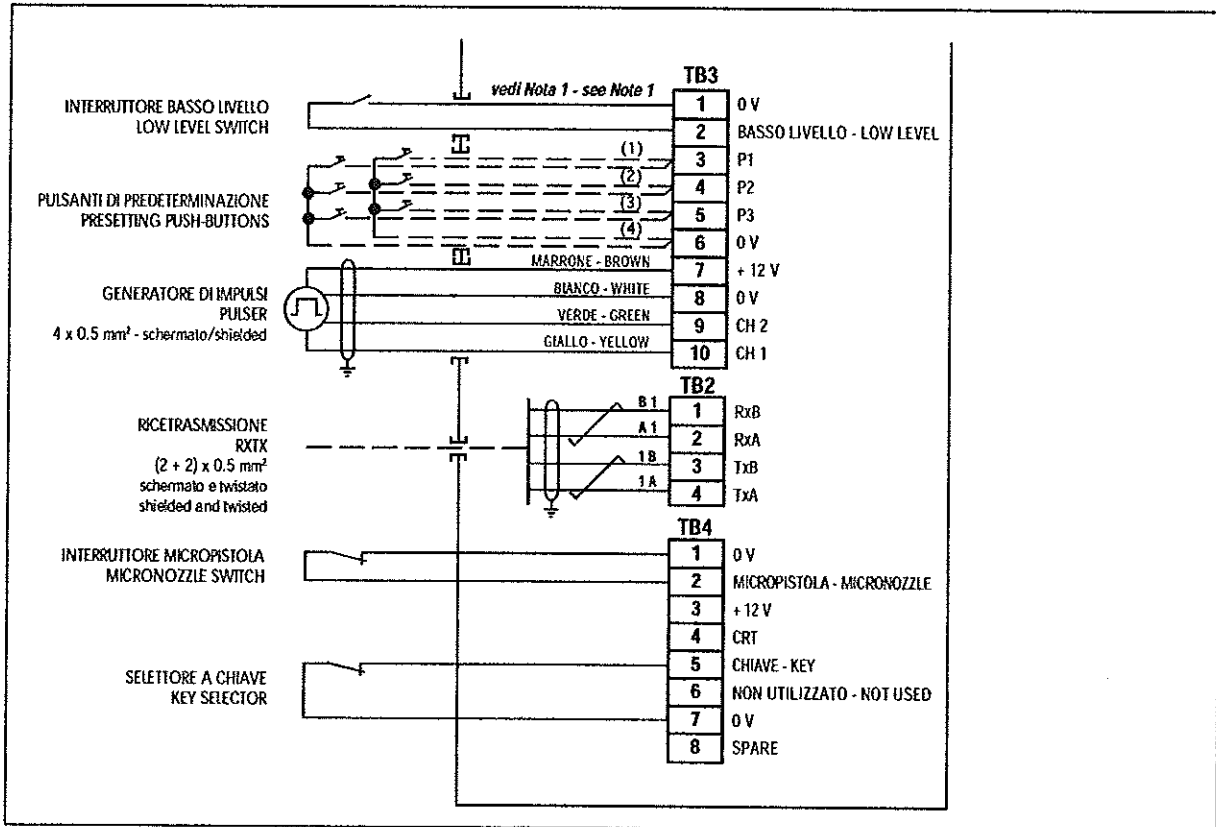 vedi Nota 1 - see Note 1
INTERRUTTORE BASSO LIVELLO
LOW LEVEL SWITCH
TB3
1 0 V
2 BASSO LIVELLO - LOW LEVEL
PULSANTI DI PREDETERMINAZIONE
PRESETTING PUSH-BUTTONS
(1)
3 P1
(2)
4 P2
(3)
5 P3
(4)
6 0 V
GENERATORE DI IMPULSI
PULSER
4 x 0.5 mm² - schermato/shielded
MARRONE - BROWN
7 + 12 V
BIANCO - WHITE
8 0 V
VERDE - GREEN
9 CH 2
GIALLO - YELLOW
10 CH 1
RICETRASMISSIONE
RXTX
(2 + 2) x 0.5 mm²
schermato e twistato
shielded and twisted
TB2
B 1 1 RxB
A 1 2 RxA
1 B 3 TxB
1 A 4 TxA
INTERRUTTORE MICROPISTOLA
MICRONOZZLE SWITCH
TB4
1 0 V
2 MICROPISTOLA - MICRONOZZLE
3 + 12 V
4 CRT
SELETTORE A CHIAVE
KEY SELECTOR
5 CHIAVE - KEY
6 NON UTILIZZATO - NOT USED
7 0 V
8 SPARE